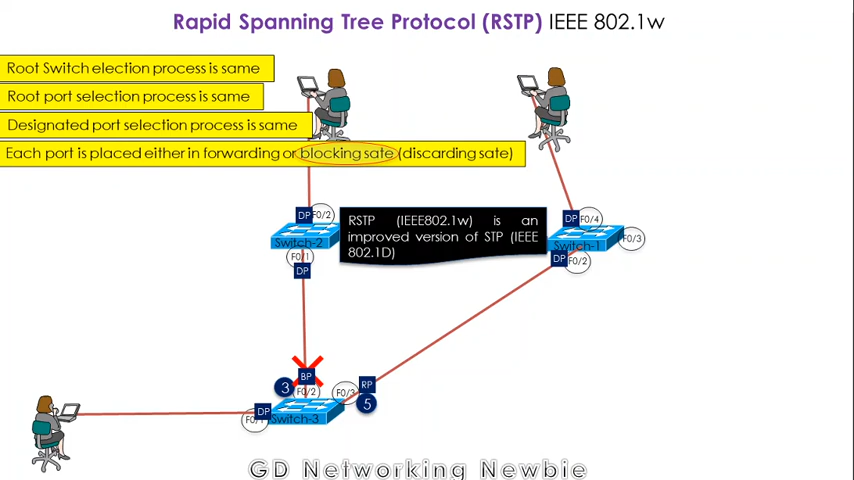 Rapid Spanning Tree Protocol (RSTP) IEEE 802.1w
Root Switch election process is same
Root port selection process is same
Designated port selection process is same
Each port is placed either in forwarding or blocking sate (discarding sate)
DP F0/2
Switch-2
F0/1
DP
RSTP (IEEE802.1w) is an
improved version of STP (IEEE
802.1D)
DP F0/4
Switch-1
F0/3
DP F0/2
BP
3
F0/2
F0/3
RP
5
DP
F0/1
Switch-3
GD Networking Newbie